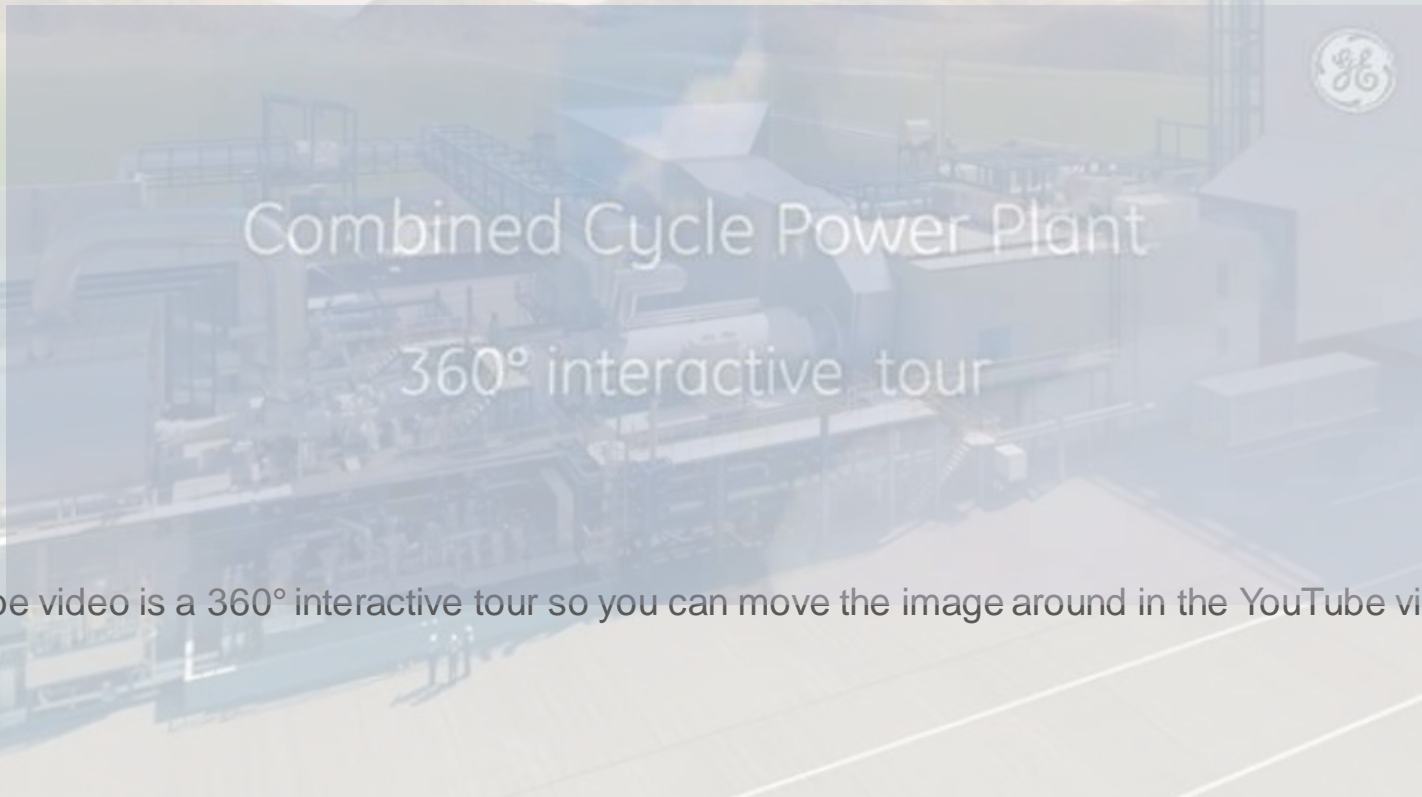 GE
Combined Cycle Power Plant
360° interactive tour
be video is a 360° interactive tour so you can move the image around in the YouTube vi